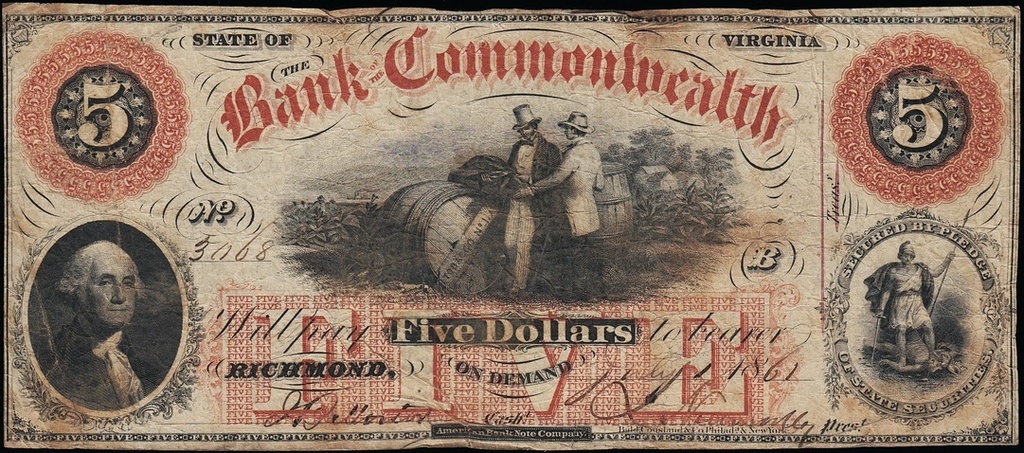 STATE OF VIRGINIA
THE Bank OF THE Commonwealth
5 5
No
B
SECURED BY PLEDGE
OF STATE SECURITIES.
Will pay Five Dollars to bearer
FIVE
RICHMOND, ON DEMAND 1861
Cash.r Pres.t
American Bank Note Company.